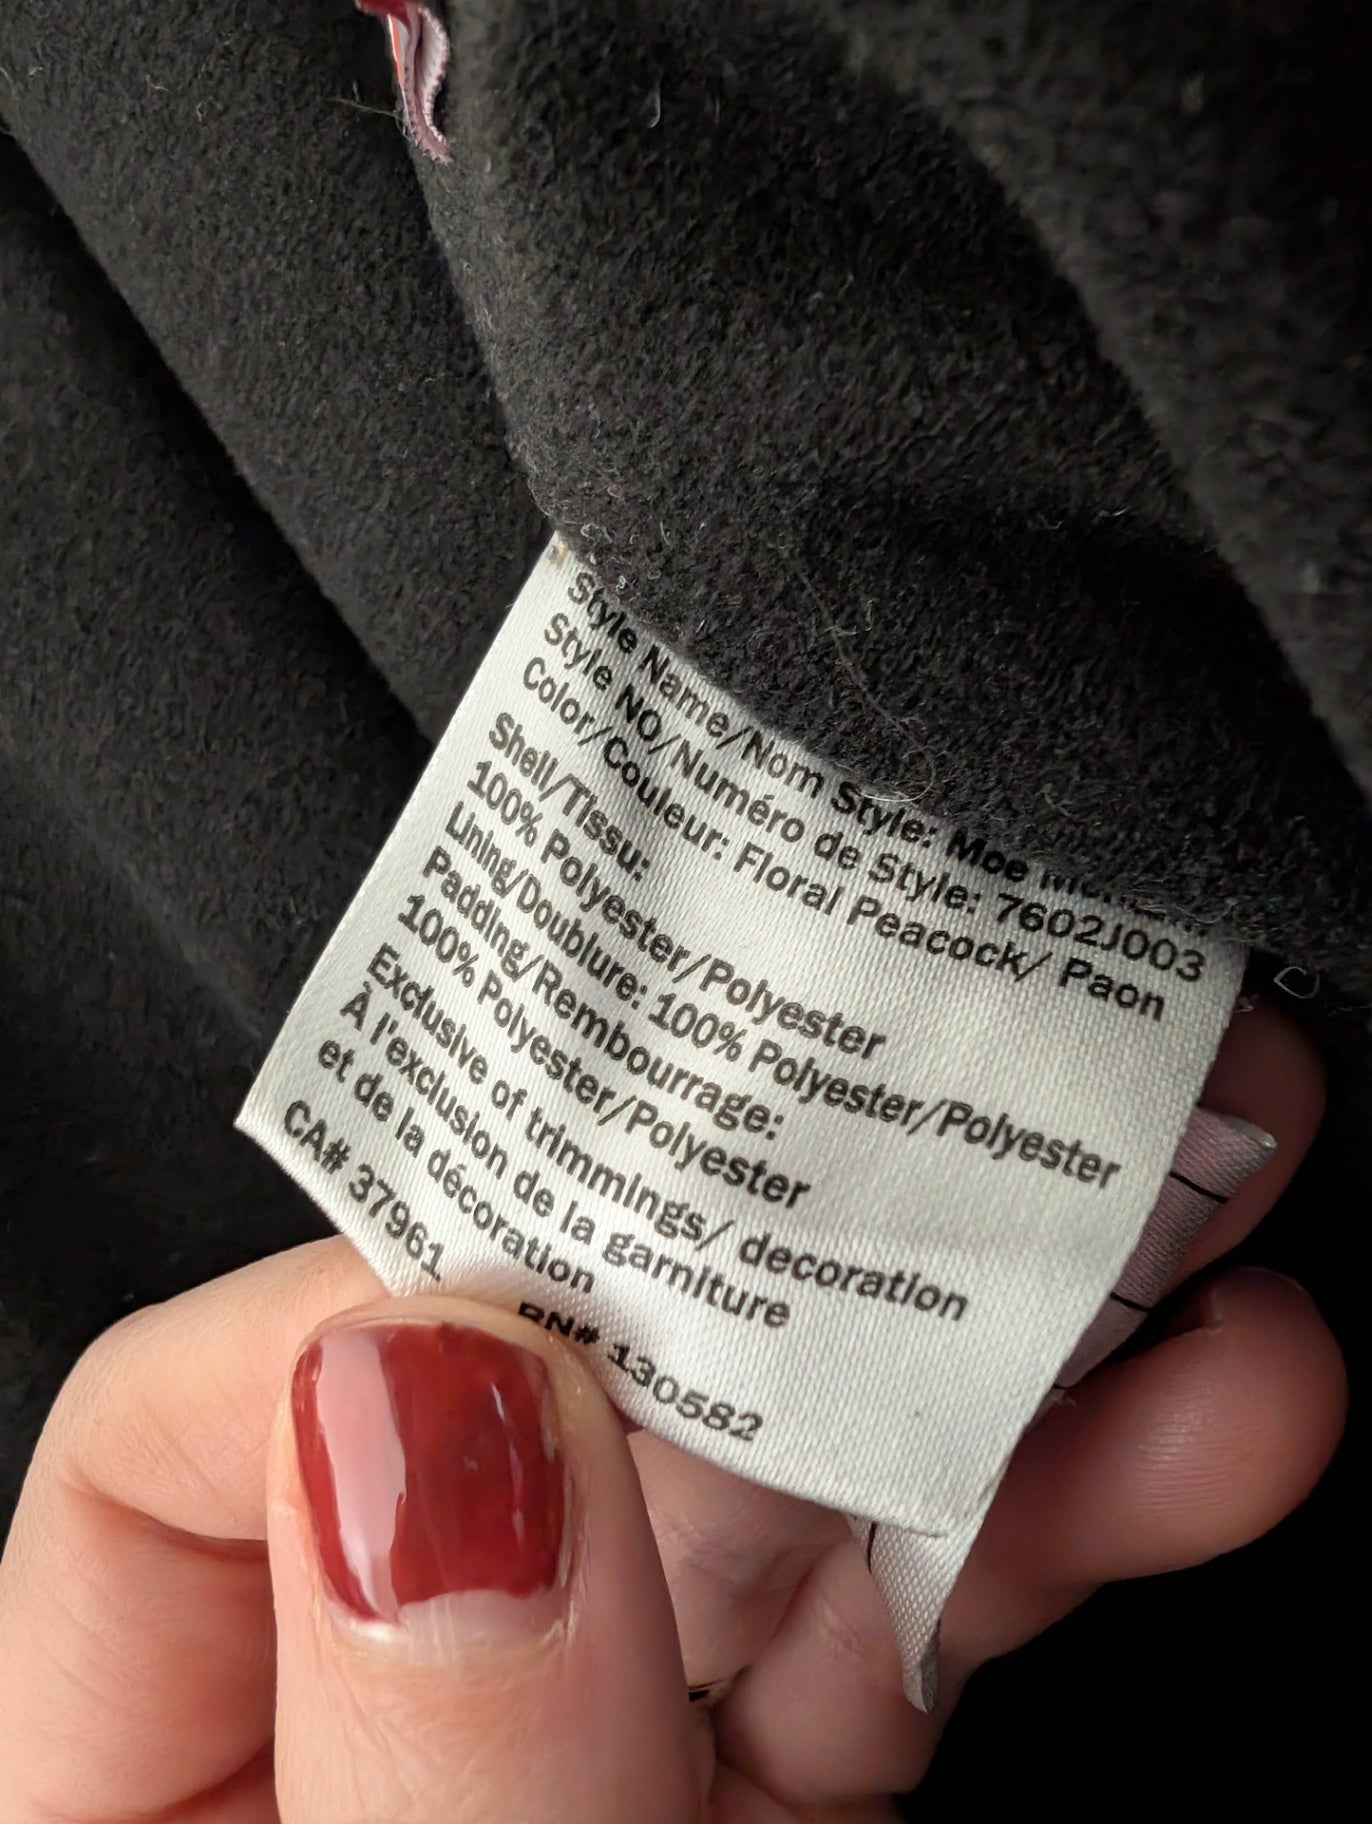 Style Name/Nom Style: Moe
Style NO/Numéro de Style: 7602J003
Color/Couleur: Floral Peacock/ Paon
Shell/Tissu:
100% Polyester/Polyester
Lining/Doublure: 100% Polyester/Polyester
Padding/Rembourrage:
100% Polyester/Polyester
Exclusive of trimmings/ decoration
À l'exclusion de la garniture
et de la décoration
CA# 37961 RN# 130582